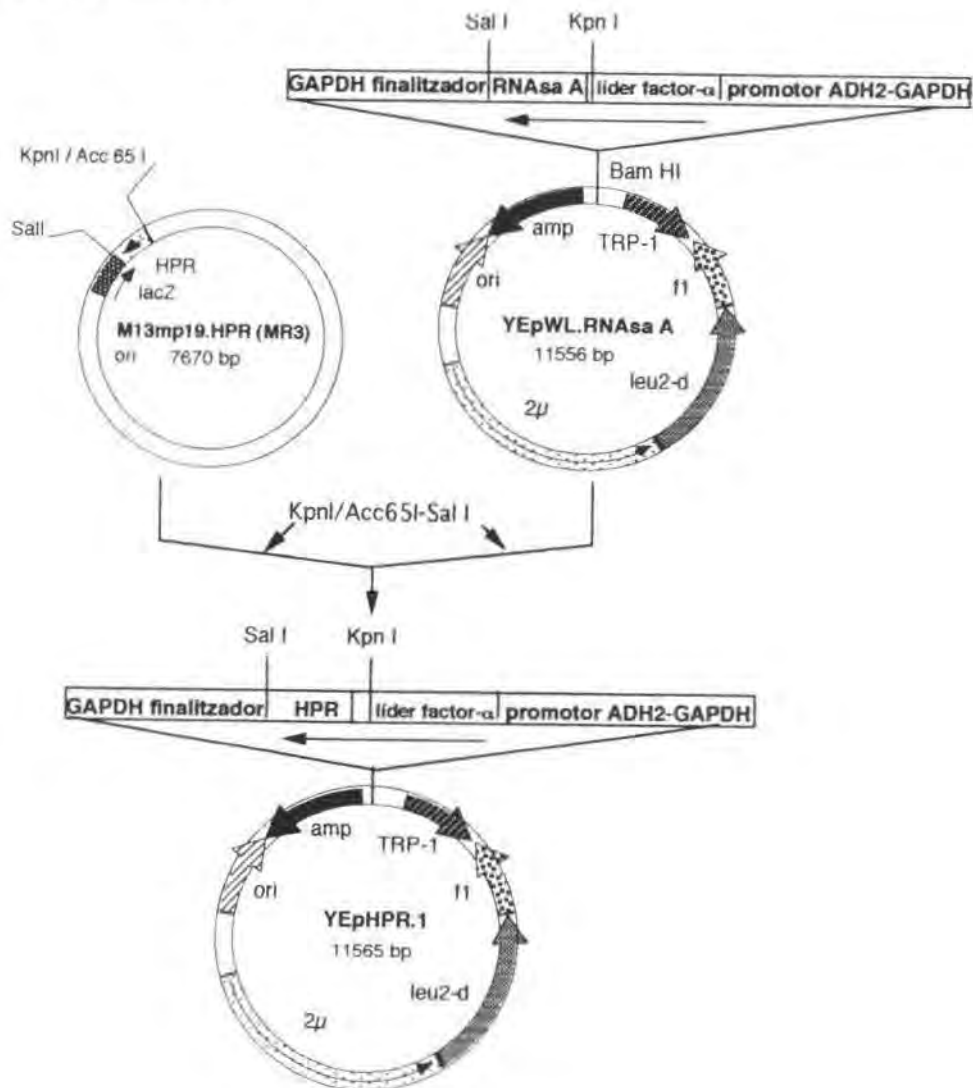 Sal I
Kpn I
GAPDH finalitzador RNAsa A líder factor-α promotor ADH2-GAPDH
KpnI / Acc 65 I
SalI
HPR
lacZ
M13mp19.HPR (MR3)
ori 7670 bp
Bam HI
amp
TRP-1
ori
f1
YEpWL.RNAsa A
11556 bp
leu2-d
2µ
KpnI/Acc65I-Sal I
Sal I
Kpn I
GAPDH finalitzador HPR líder factor-α promotor ADH2-GAPDH
amp
TRP-1
ori
f1
YEpHPR.1
11565 bp
leu2-d
2µ